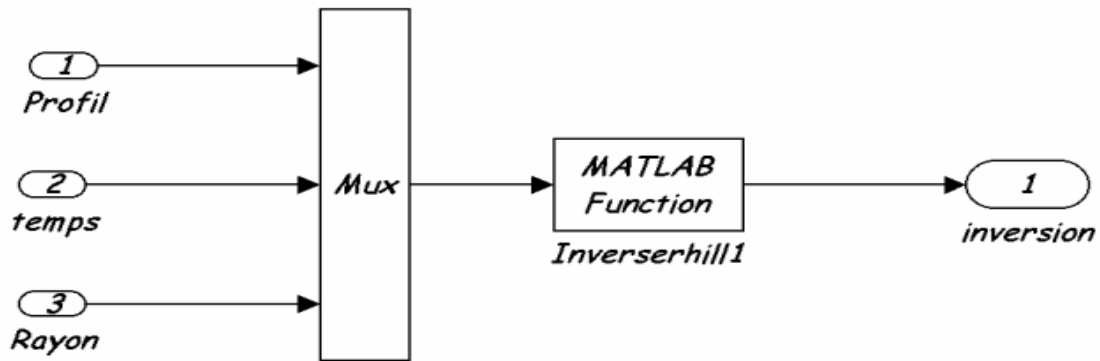 1
Profil
2
temps
3
Rayon
Mux
MATLAB
Function
Inverserhill1
1
inversion